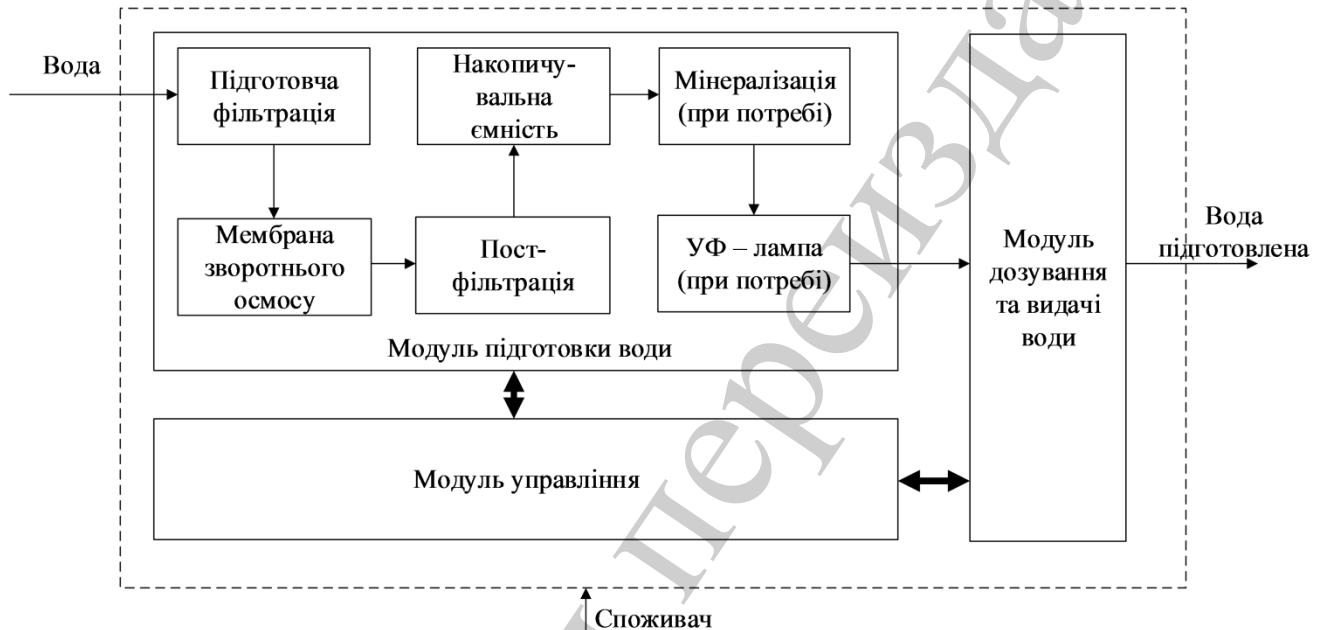 Вода
Підготовча
фільтрація
Накопичу-
вальна
ємність
Мінералізація
(при потребі)
Мембрана
зворотнього
осмосу
Пост-
фільтрація
УФ – лампа
(при потребі)
Модуль підготовки води
Модуль
дозування
та видачі
води
Вода
підготовлена
Модуль управління
Споживач